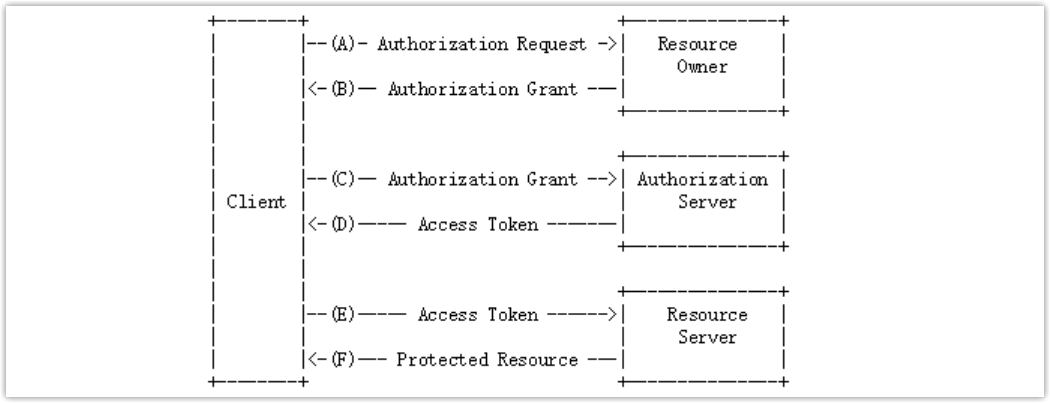 (A) Authorization Request
Resource
Owner
(B) Authorization Grant
(C) Authorization Grant
Authorization
Server
Client
(D) Access Token
(E) Access Token
Resource
Server
(F) Protected Resource